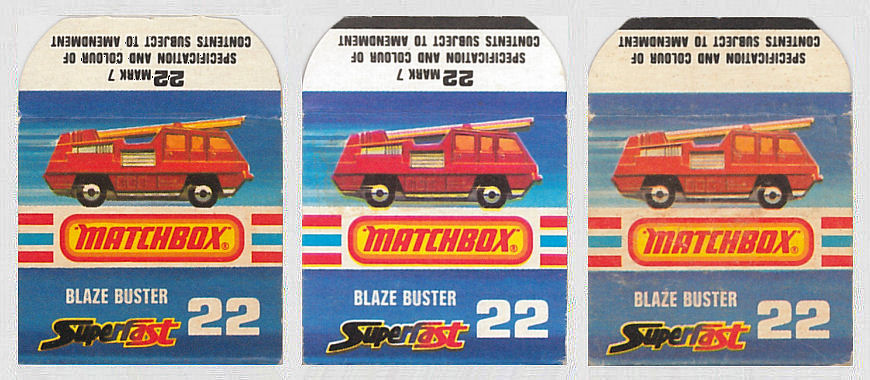 22 MARK 7
SPECIFICATION AND COLOUR OF
CONTENTS SUBJECT TO AMENDMENT
MATCHBOX®
BLAZE BUSTER
Superfast 22
22 MARK 7
SPECIFICATION AND COLOUR OF
CONTENTS SUBJECT TO AMENDMENT
MATCHBOX®
BLAZE BUSTER
Superfast 22
SPECIFICATION AND COLOUR OF
CONTENTS SUBJECT TO AMENDMENT
MATCHBOX®
BLAZE BUSTER
Superfast 22